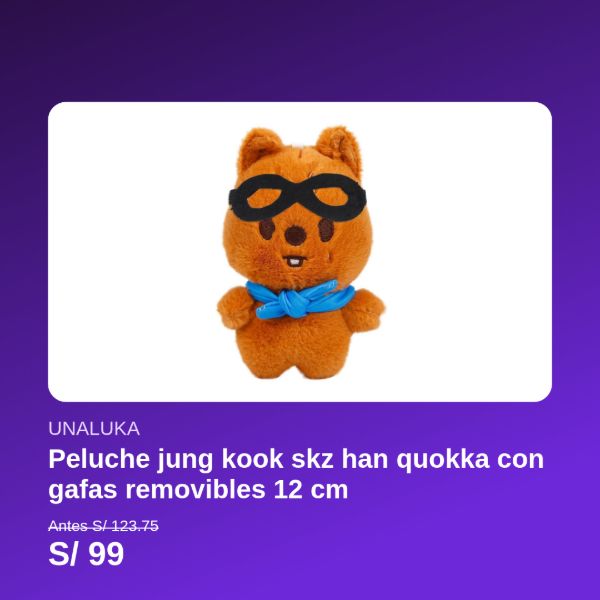 UNALUKA
Peluche jung kook skz han quokka con
gafas removibles 12 cm
Antes S/ 123.75
S/ 99